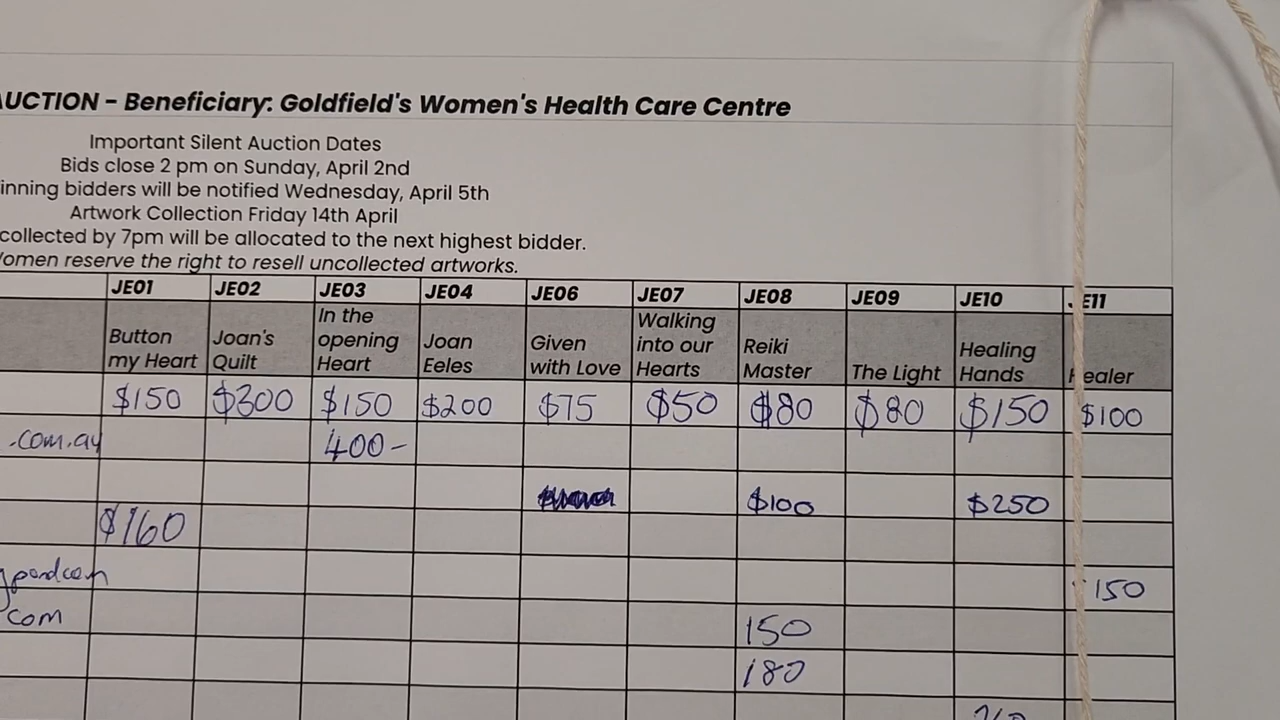 AUCTION - Beneficiary: Goldfield's Women's Health Care Centre
Important Silent Auction Dates
Bids close 2 pm on Sunday, April 2nd
inning bidders will be notified Wednesday, April 5th
Artwork Collection Friday 14th April
collected by 7pm will be allocated to the next highest bidder.
Women reserve the right to resell uncollected artworks.
JE01 JE02 JE03 JE04 JE06 JE07 JE08 JE09 JE10 JE11
Button my Heart Joan's Quilt In the opening Heart Joan Eeles Given with Love Walking into our Hearts Reiki Master The Light Healing Hands Healer
$150 $300 $150 $200 $75 $50 $80 $80 $150 $100
.com.au 400-
$100 $250
$160
150
com 150
180